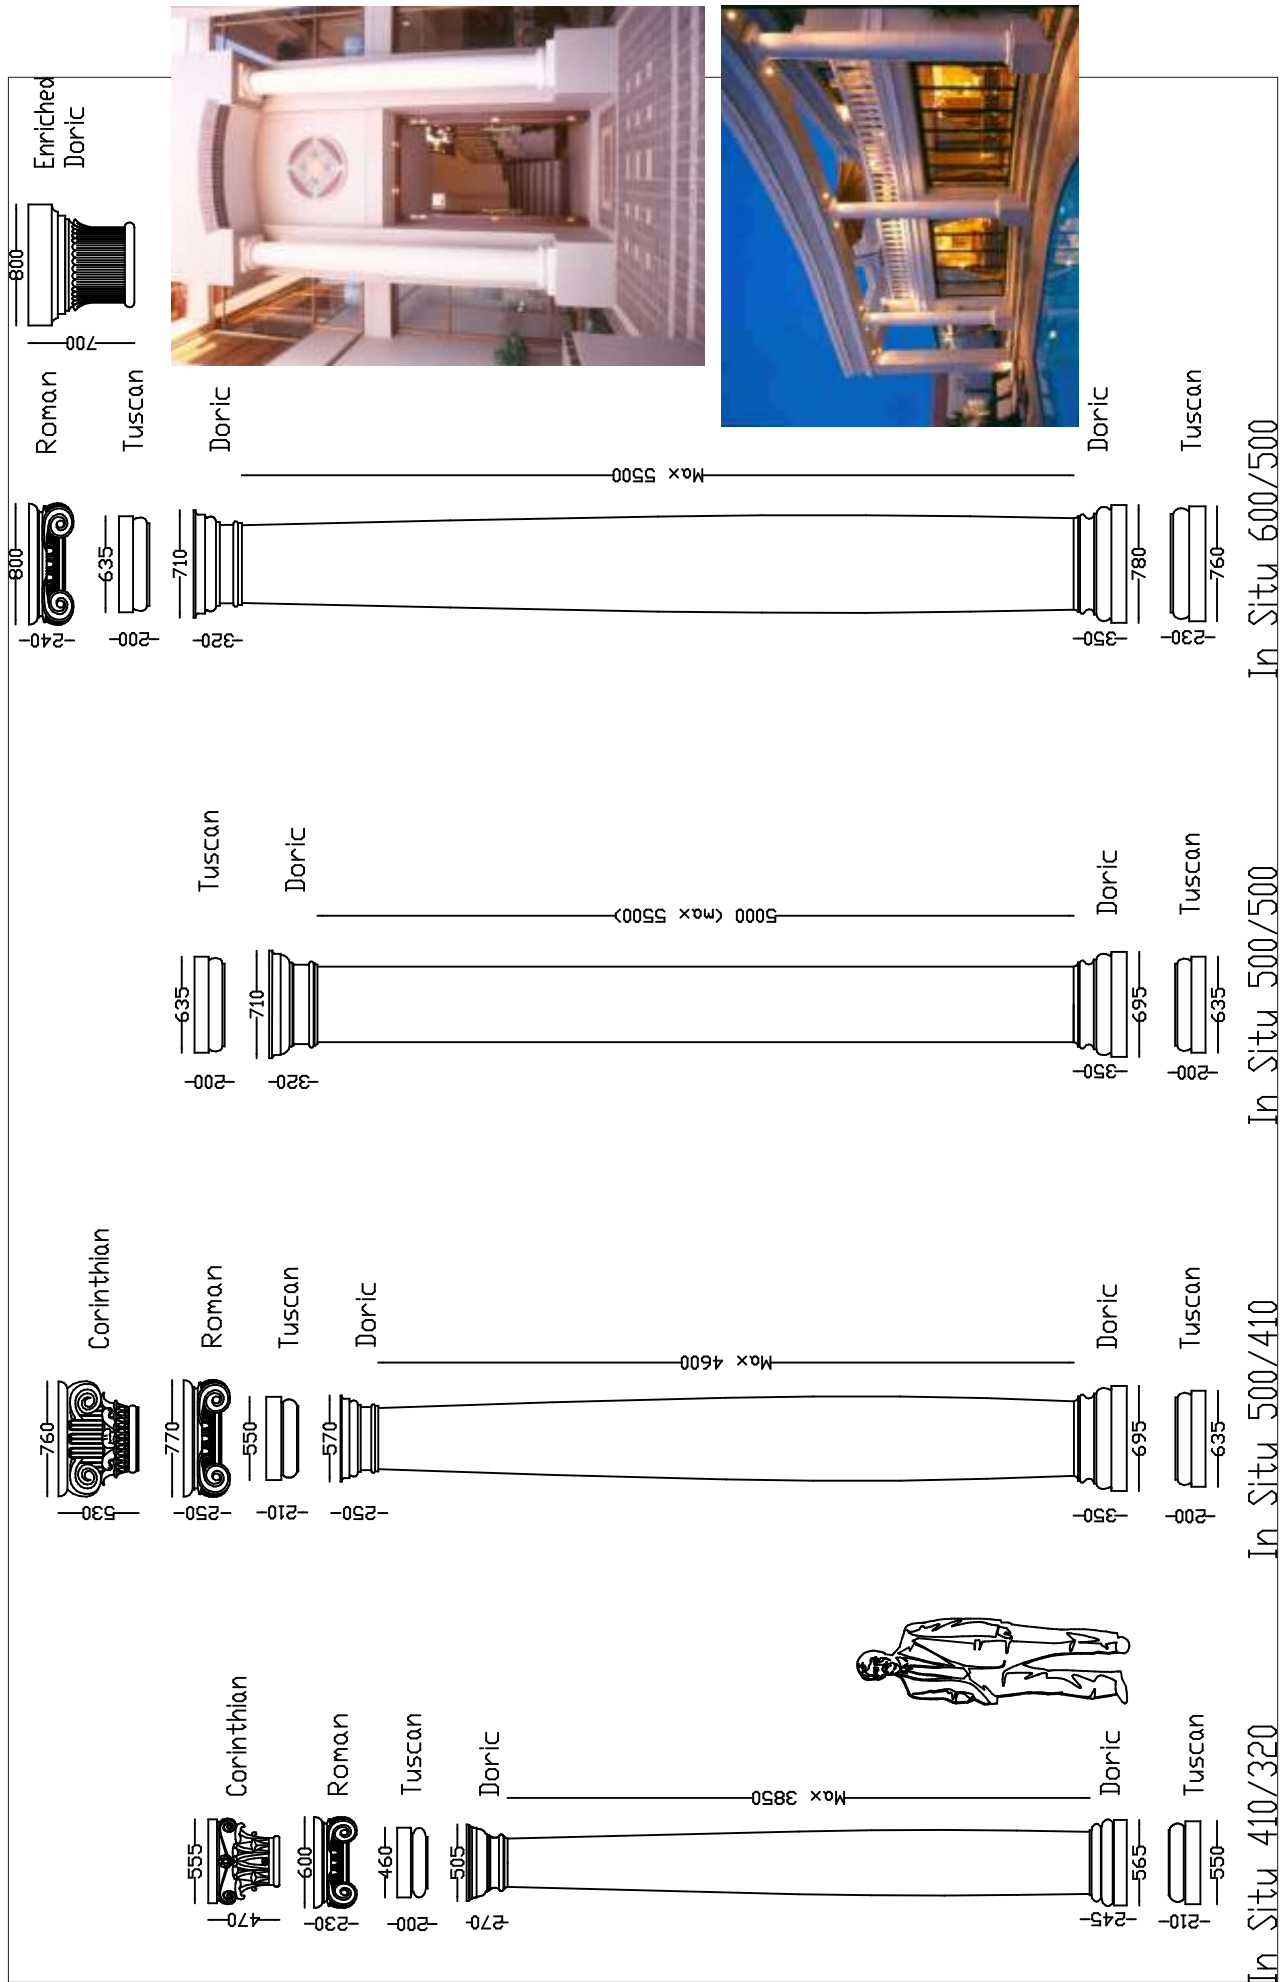 Corinthian
555
470
Roman
600
230
Tuscan
460
200
Doric
505
270
Max 3850
Doric
245
565
Tuscan
210
550
In Situ 410/320
Corinthian
760
530
Roman
770
250
Tuscan
550
210
Doric
570
250
Max 4600
Doric
350
695
Tuscan
200
635
In Situ 500/410
Tuscan
635
200
Doric
710
320
5000 (max 5500)
Doric
350
695
Tuscan
200
635
In Situ 500/500
Enriched
Doric
800
700
Roman
800
240
Tuscan
635
200
Doric
710
320
Max 5500
Doric
350
780
Tuscan
230
760
In Situ 600/500